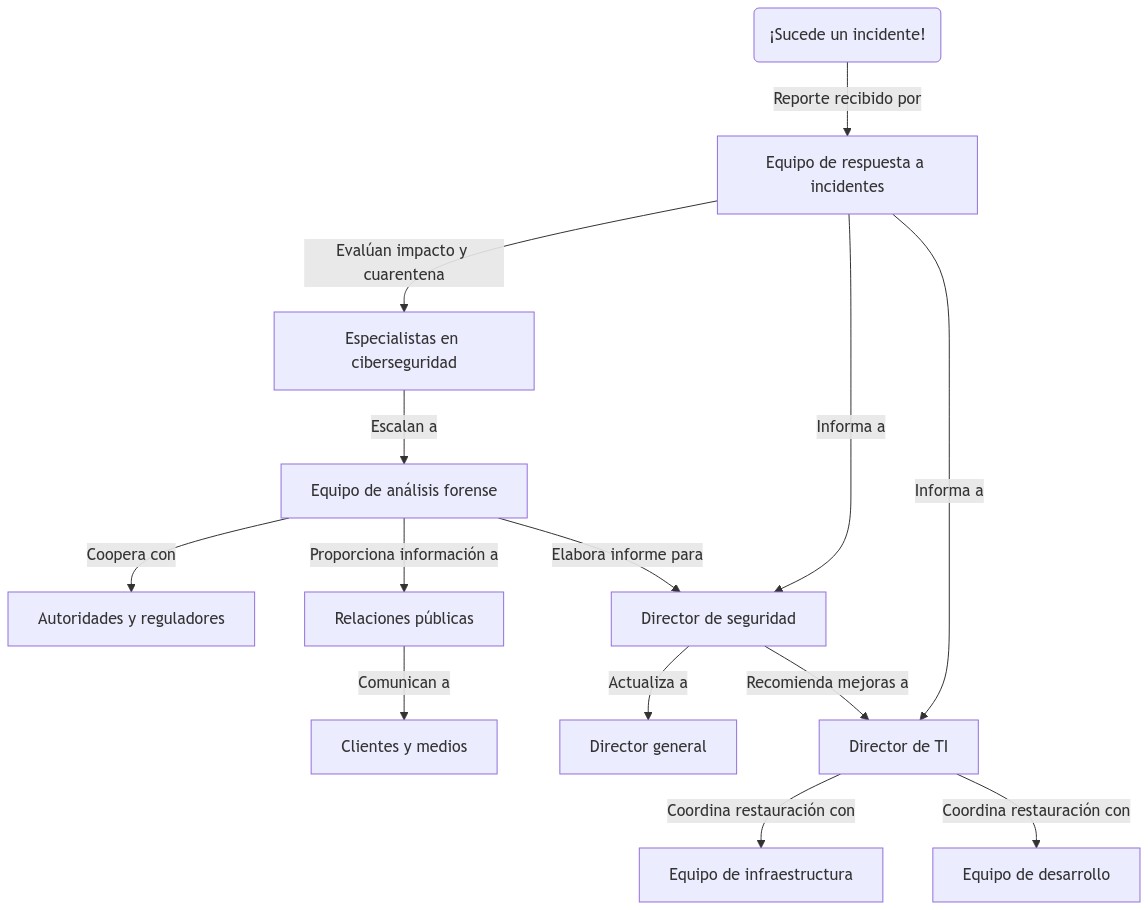 ¡Sucede un incidente!
Reporte recibido por
Equipo de respuesta a
incidentes
Evalúan impacto y
cuarentena
Especialistas en
ciberseguridad
Escalan a
Informa a
Equipo de análisis forense
Informa a
Coopera con
Proporciona información a
Elabora informe para
Autoridades y reguladores
Relaciones públicas
Director de seguridad
Comunican a
Actualiza a
Recomienda mejoras a
Clientes y medios
Director general
Director de TI
Coordina restauración con
Coordina restauración con
Equipo de infraestructura
Equipo de desarrollo